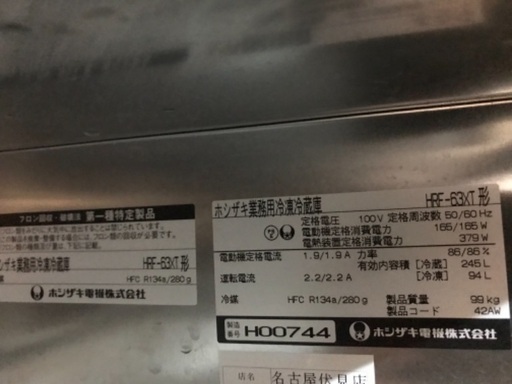 フロン回収・破壊法 第一種特定製品
ホシザキ業務用冷凍冷蔵庫
HRF-63XT 形
冷媒 HFC R134a/280g
ホシザキ電機株式会社
ホシザキ業務用冷凍冷蔵庫 HRF-63XT 形
定格電圧 100V 定格周波数 50/60Hz
電動機定格消費電力 165/165W
電熱装置定格消費電力 379W
電動機定格電流 1.9/1.9A 力率 86/86%
有効内容積 [冷蔵] 245L
運転電流 2.2/2.2A [冷凍] 94L
冷媒 HFC R134a/280g 製品質量 99kg
製品コード 42AW
製造番号 H00744 ホシザキ電機株式会社
店名 名古屋伏見店